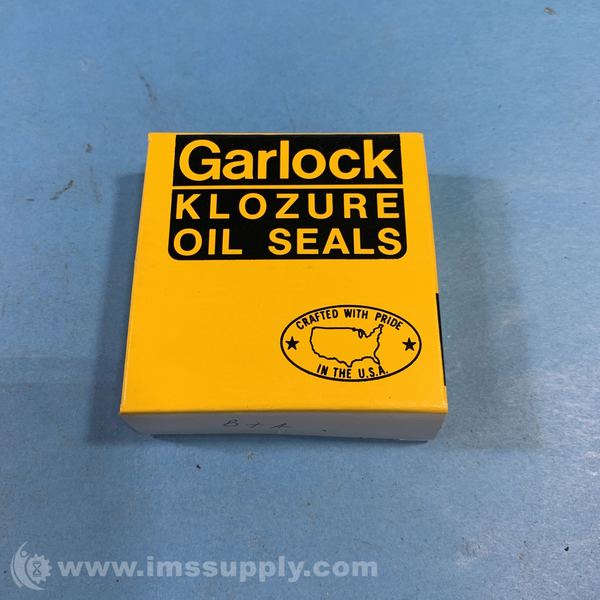 Garlock
KLOZURE
OIL SEALS
CRAFTED WITH PRIDE
IN THE U.S.A.
www.imssupply.com